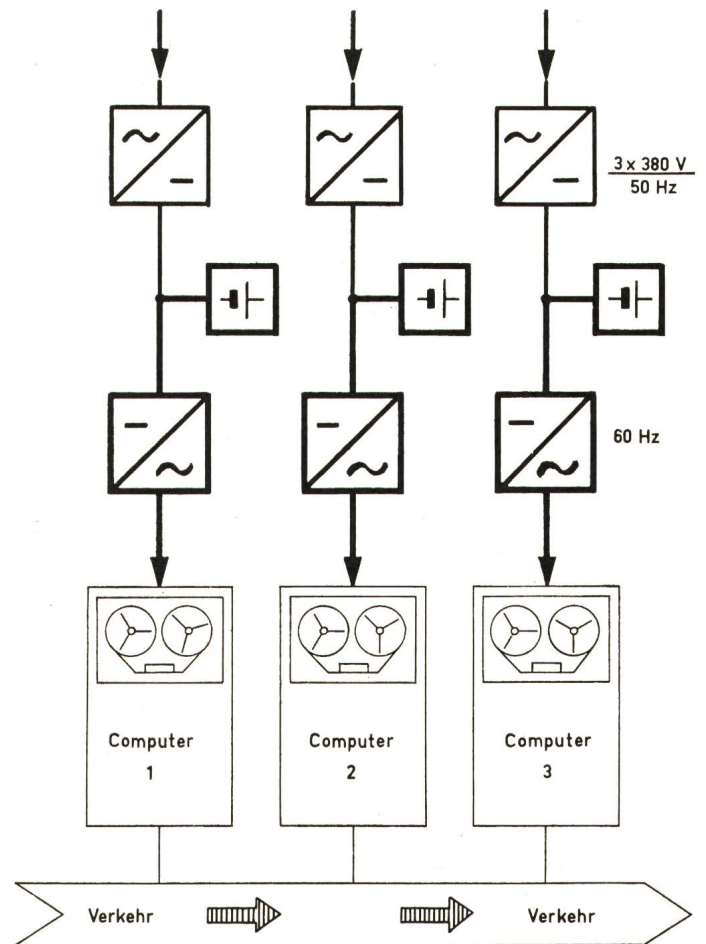 3 x 380 V
50 Hz
60 Hz
Computer
1
Computer
2
Computer
3
Verkehr
Verkehr